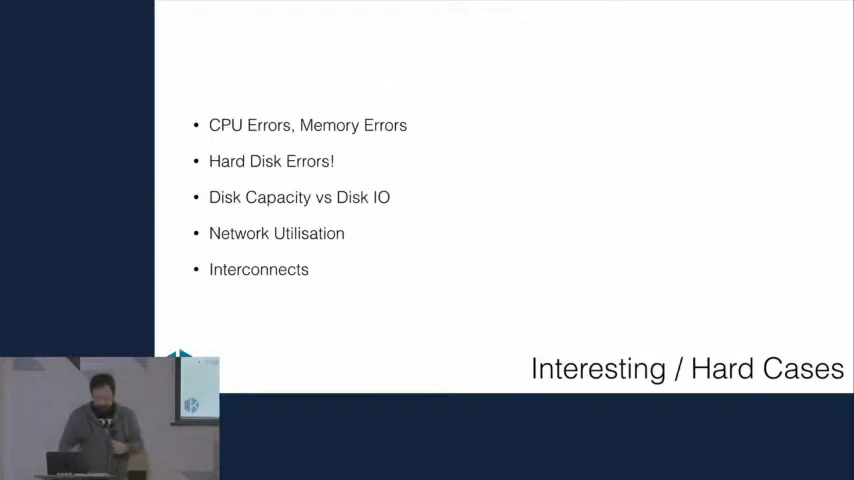 • CPU Errors, Memory Errors
• Hard Disk Errors!
• Disk Capacity vs Disk IO
• Network Utilisation
• Interconnects
Interesting / Hard Cases